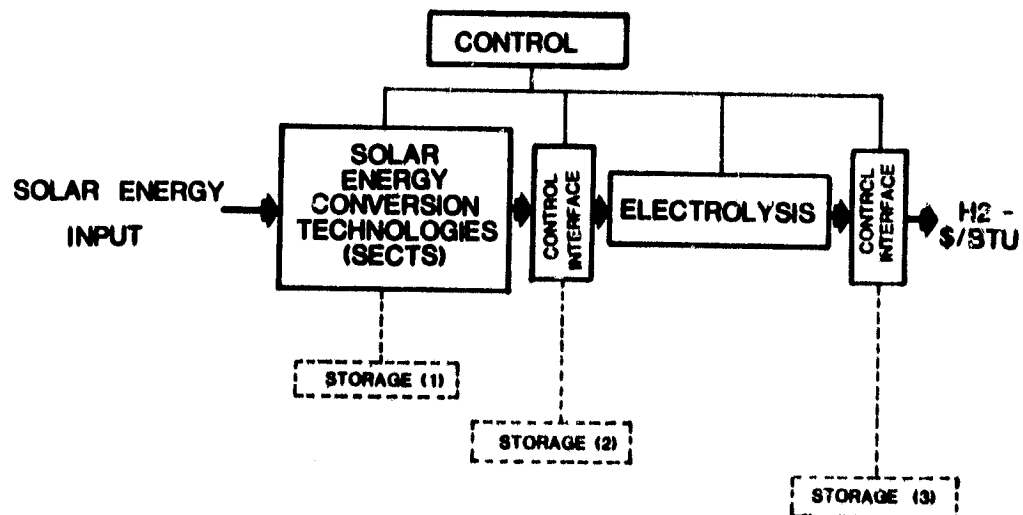 CONTROL
SOLAR ENERGY
INPUT
SOLAR
ENERGY
CONVERSION
TECHNOLOGIES
(SECTS)
CONTROL
INTERFACE
ELECTROLYSIS
CONTROL
INTERFACE
H2 -
$/BTU
STORAGE (1)
STORAGE (2)
STORAGE (3)